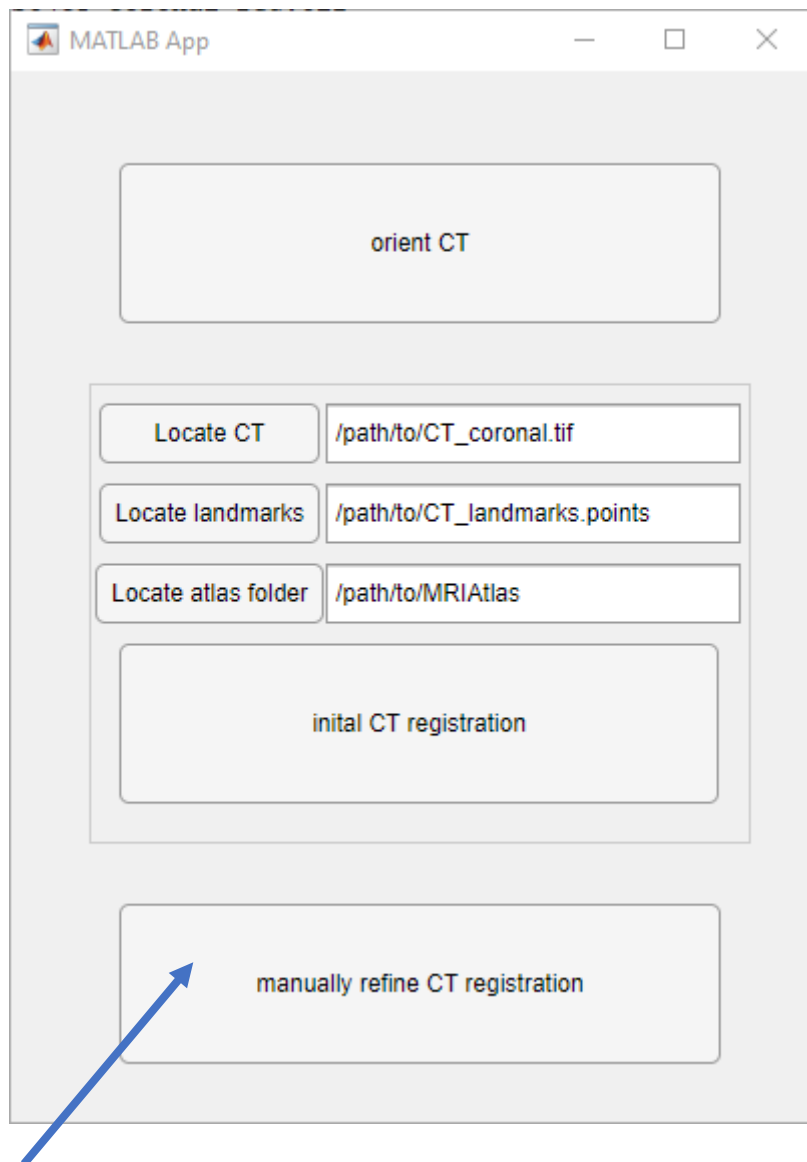 MATLAB App
orient CT
Locate CT
/path/to/CT_coronal.tif
Locate landmarks
/path/to/CT_landmarks.points
Locate atlas folder
/path/to/MRIAtlas
inital CT registration
manually refine CT registration